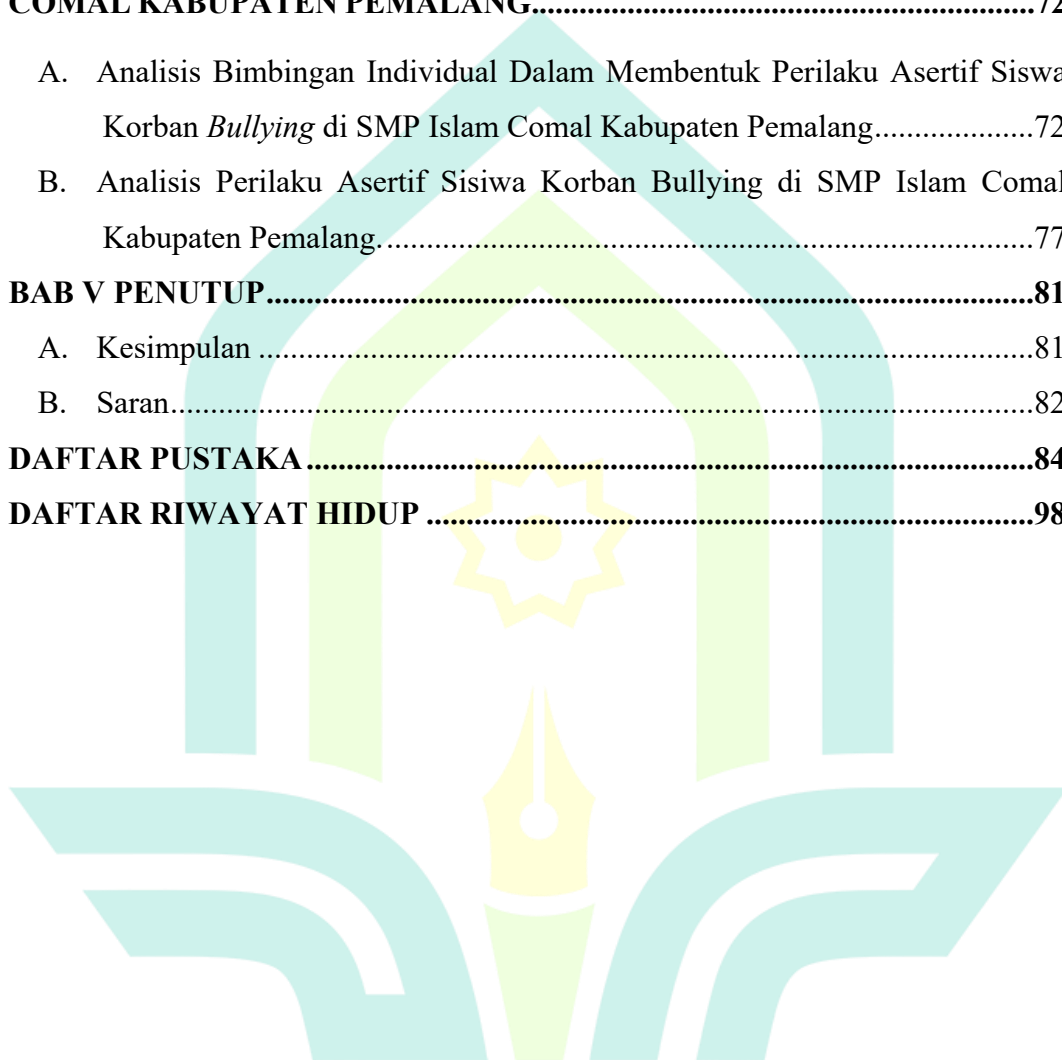 COMAL KABUPATEN PEMALANG.................................................................72
A. Analisis Bimbingan Individual Dalam Membentuk Perilaku Asertif Siswa
Korban Bullying di SMP Islam Comal Kabupaten Pemalang....................72
B. Analisis Perilaku Asertif Sisiwa Korban Bullying di SMP Islam Comal
Kabupaten Pemalang...................................................................................77
BAB V PENUTUP..................................................................................................81
A. Kesimpulan ...................................................................................................81
B. Saran..............................................................................................................82
DAFTAR PUSTAKA.............................................................................................84
DAFTAR RIWAYAT HIDUP ..............................................................................98